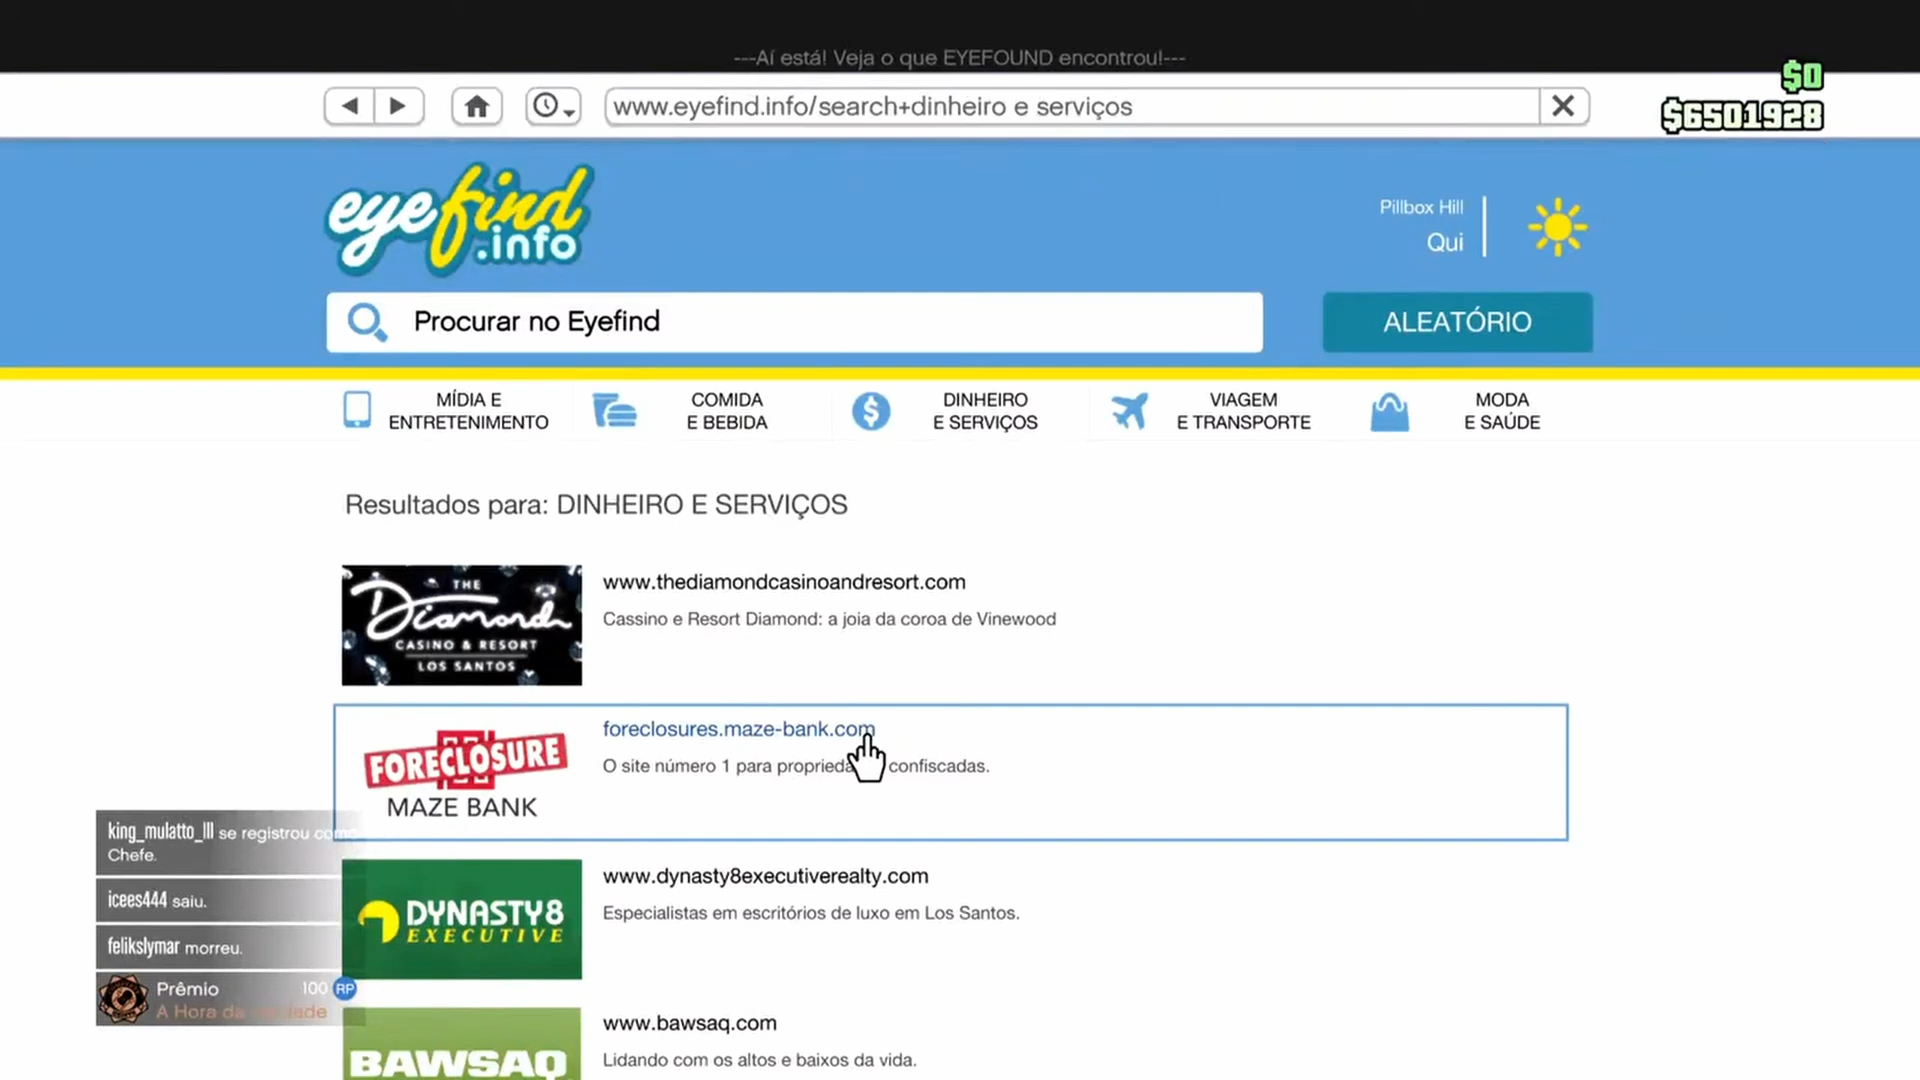 ---Aí está! Veja o que EYEFOUND encontrou!---
$0
www.eyefind.info/search+dinheiro e serviços
$6501928
eyefind
.info
Pillbox Hill
Qui
Procurar no Eyefind
ALEATÓRIO
MÍDIA E
ENTRETENIMENTO
COMIDA
E BEBIDA
DINHEIRO
E SERVIÇOS
VIAGEM
E TRANSPORTE
MODA
E SAÚDE
Resultados para: DINHEIRO E SERVIÇOS
THE
Diamond
CASINO & RESORT
LOS SANTOS
www.thediamondcasinoandresort.com
Cassino e Resort Diamond: a joia da coroa de Vinewood
FORECLOSURE
MAZE BANK
foreclosures.maze-bank.com
O site número 1 para confiscadas.
king_mulatto_lll se registrou como
Chefe.
icees444 saiu.
felikslymar morreu.
Prêmio 100 RP
A Hora da
DYNASTY8
EXECUTIVE
www.dynasty8executiverealty.com
Especialistas em escritórios de luxo em Los Santos.
BAWSAQ
www.bawsaq.com
Lidando com os altos e baixos da vida.